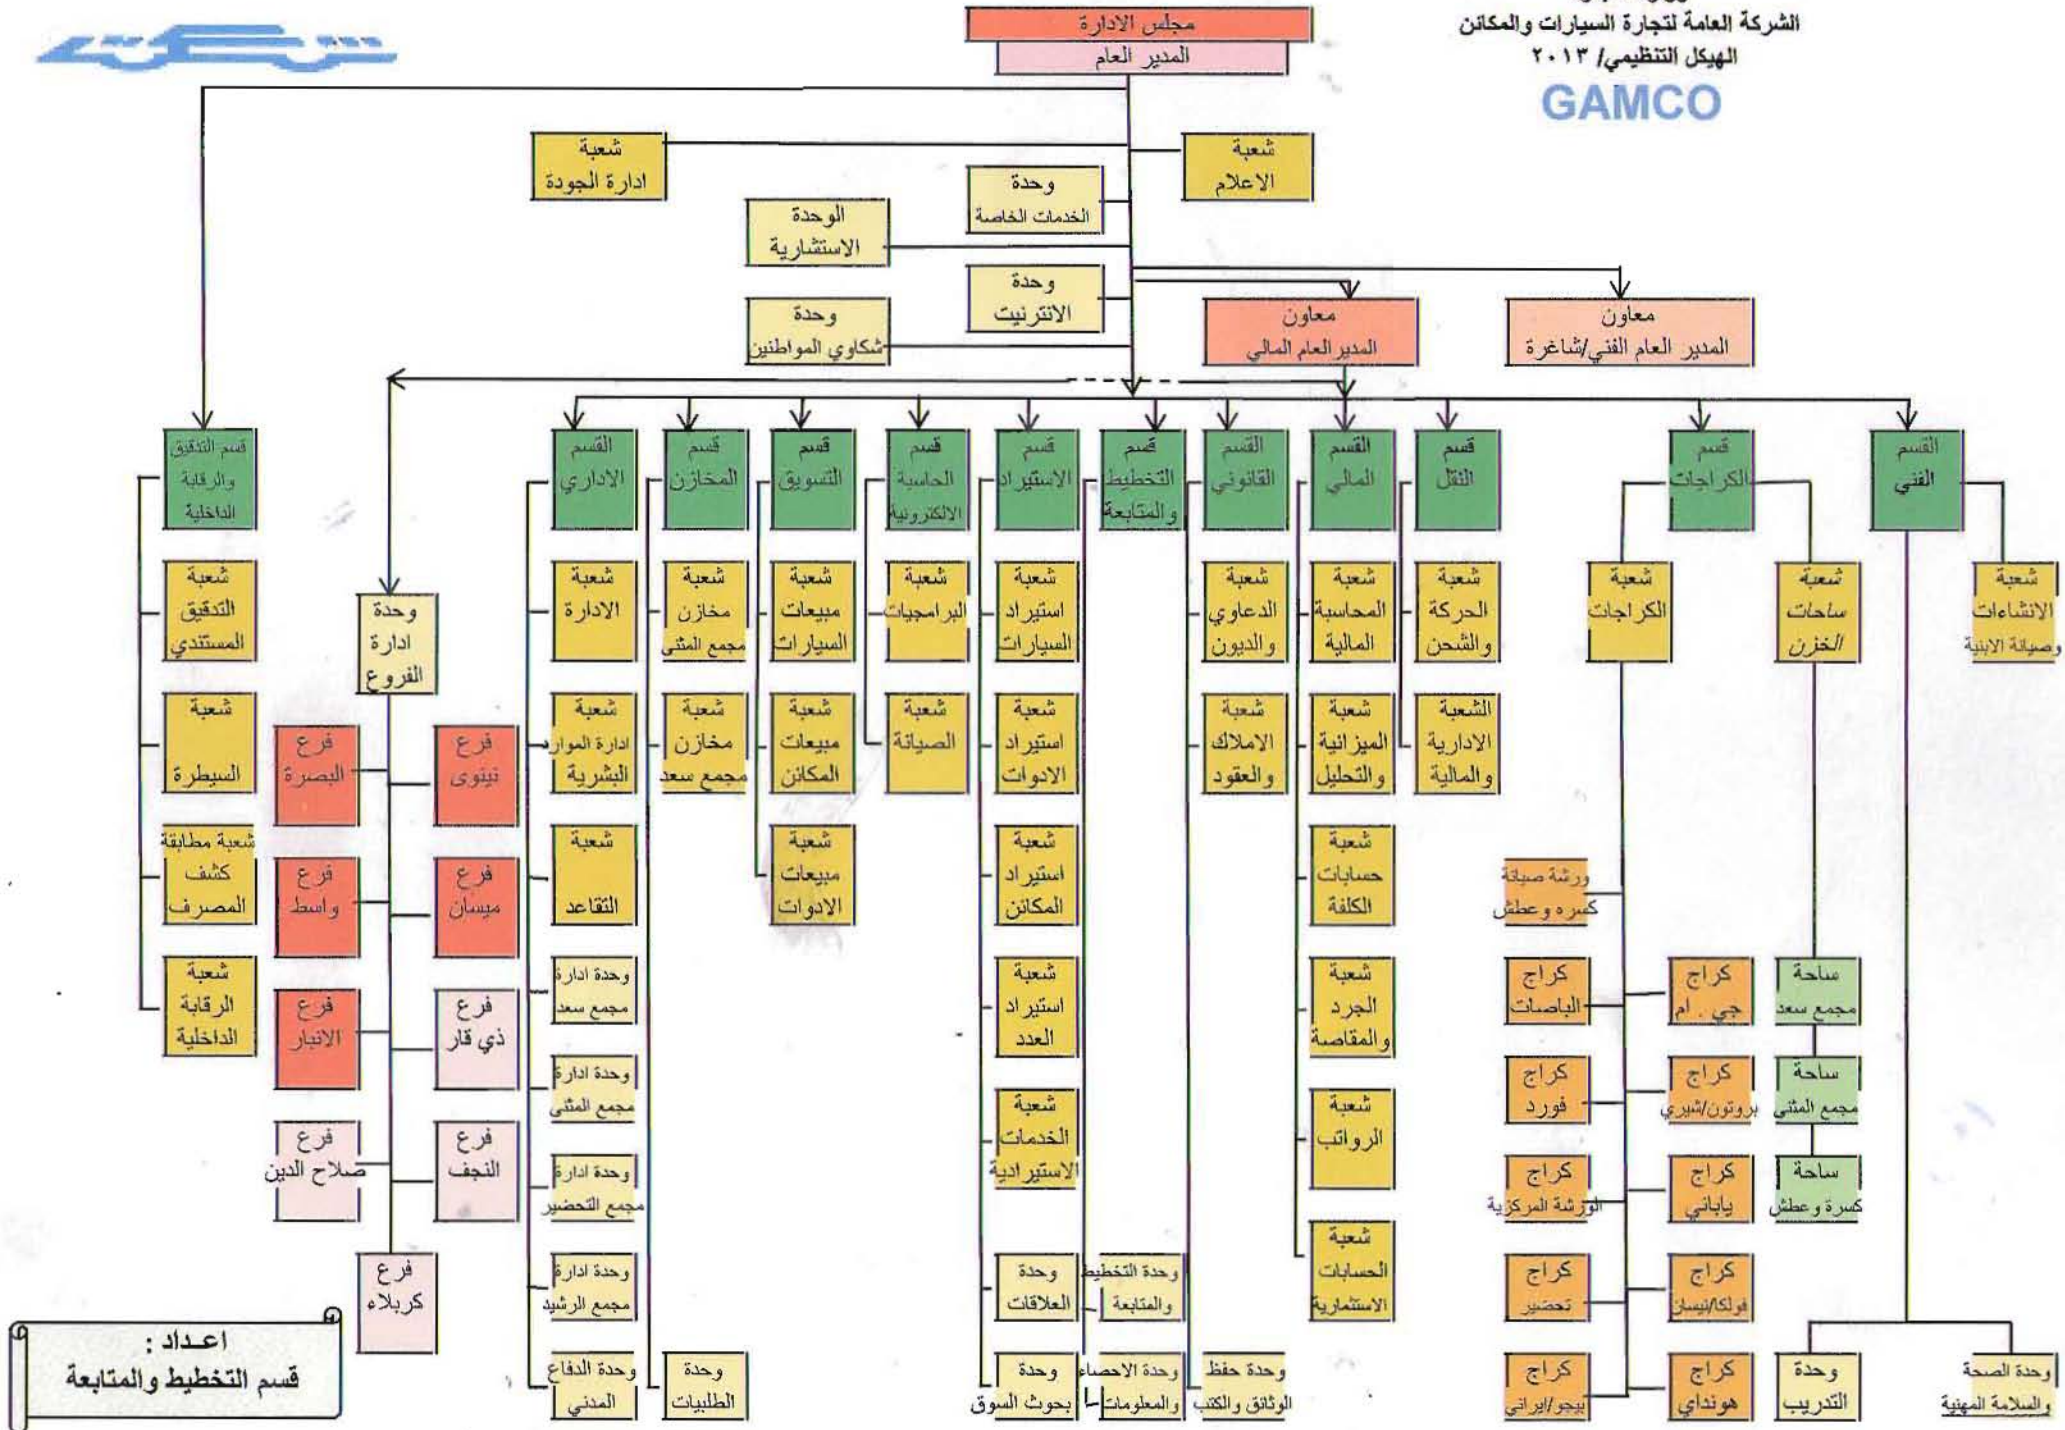 الشركة العامة لتجارة السيارات والمكائن
الهيكل التنظيمي/ ٢٠١٣
GAMCO
مجلس الادارة
المدير العام
شعبة
الاعلام
شعبة
ادارة الجودة
وحدة
الخدمات الخاصة
الوحدة
الاستشارية
وحدة
الانترنيت
وحدة
شكاوي المواطنين
معاون
المدير العام الفني/شاغرة
معاون
المدير العام المالي
القسم
الفني
قسم
الكراجات
قسم
النقل
القسم
المالي
القسم
القانوني
قسم
التخطيط
والمتابعة
قسم
الاستيراد
قسم
الحاسبة
الالكترونية
قسم
التسويق
قسم
المخازن
القسم
الاداري
قسم التدقيق
والرقابة
الداخلية
شعبة
الانشاءات
وصيانة الابنية
وحدة الصحة
والسلامة المهنية
وحدة
التدريب
شعبة
ساحات
الخزن
ساحة
مجمع سعد
ساحة
مجمع المثنى
ساحة
كسرة وعطش
شعبة
الكراجات
ورشة صيانة
كسره وعطش
كراج
جي . ام
كراج
الباصات
كراج
بروتون/شيري
كراج
فورد
كراج
ياباني
كراج
الورشة المركزية
كراج
فولكا/نيسان
كراج
تحضير
كراج
هونداي
كراج
بيجو/ايراني
شعبة
الحركة
والشحن
الشعبة
الادارية
والمالية
شعبة
المحاسبة
المالية
شعبة
الميزانية
والتحليل
شعبة
حسابات
الكلفة
شعبة
الجرد
والمقاصة
شعبة
الرواتب
شعبة
الحسابات
الاستثمارية
شعبة
الدعاوي
والديون
شعبة
الاملاك
والعقود
وحدة حفظ
الوثائق والكتب
وحدة التخطيط
والمتابعة
وحدة الاحصاء
والمعلومات
شعبة
استيراد
السيارات
شعبة
استيراد
الادوات
شعبة
استيراد
المكائن
شعبة
استيراد
العدد
شعبة
الخدمات
الاستيرادية
وحدة
العلاقات
وحدة
بحوث السوق
شعبة
البرامجيات
شعبة
الصيانة
شعبة
مبيعات
السيارات
شعبة
مبيعات
المكائن
شعبة
مبيعات
الادوات
شعبة
مخازن
مجمع المثنى
شعبة
مخازن
مجمع سعد
وحدة
الطلبيات
شعبة
الادارة
شعبة
ادارة الموارد
البشرية
شعبة
التقاعد
وحدة ادارة
مجمع سعد
وحدة ادارة
مجمع المثنى
وحدة ادارة
مجمع التحضير
وحدة ادارة
مجمع الرشيد
وحدة الدفاع
المدني
وحدة
ادارة
الفروع
فرع
نينوى
فرع
البصرة
فرع
ميسان
فرع
واسط
فرع
ذي قار
فرع
الانبار
فرع
النجف
فرع
صلاح الدين
فرع
كربلاء
شعبة
التدقيق
المستندي
شعبة
السيطرة
شعبة مطابقة
كشف
المصرف
شعبة
الرقابة
الداخلية
اعـداد :
قسم التخطيط والمتابعة